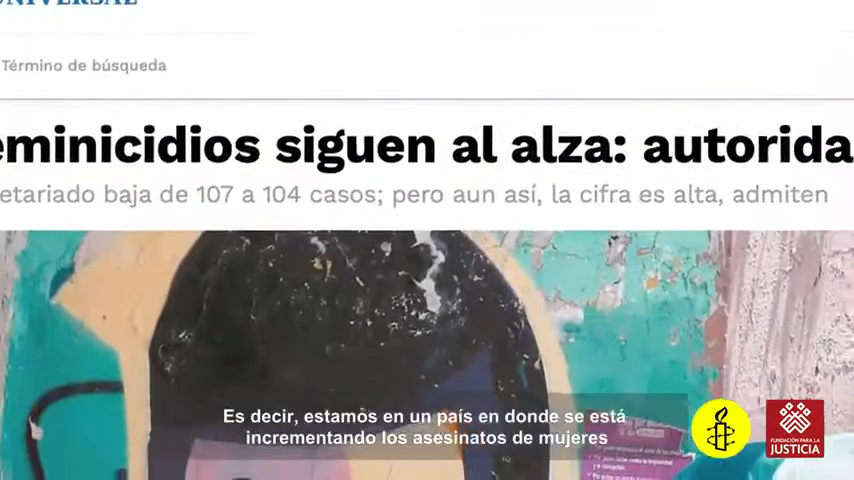 UNIVERSAL
Término de búsqueda
eminicidios siguen al alza: autorida
etariado baja de 107 a 104 casos; pero aun así, la cifra es alta, admiten
Es decir, estamos en un país en donde se está
incrementando los asesinatos de mujeres
FUNDACIÓN PARA LA
JUSTICIA